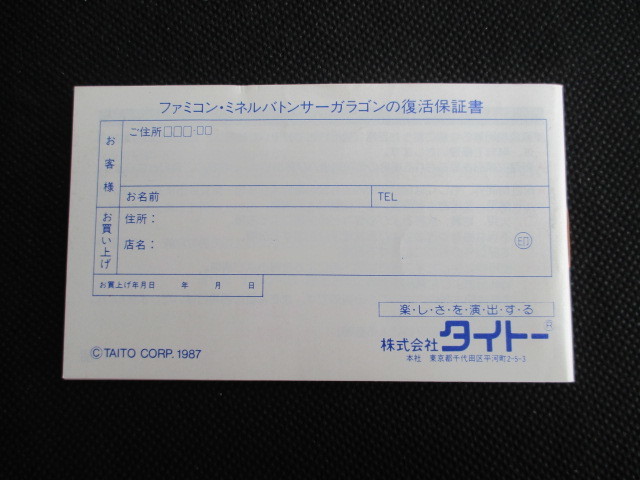 ファミコン・ミネルバトンサーガラゴンの復活保証書
お客様
ご住所□□□-□□
お名前
TEL
お買い上げ
住所：
店名：
印
お買上げ年月日 年 月 日
楽・し・さ・を・演・出・す・る
株式会社 タイトー
本社 東京都千代田区平河町2-5-3
©TAITO CORP. 1987